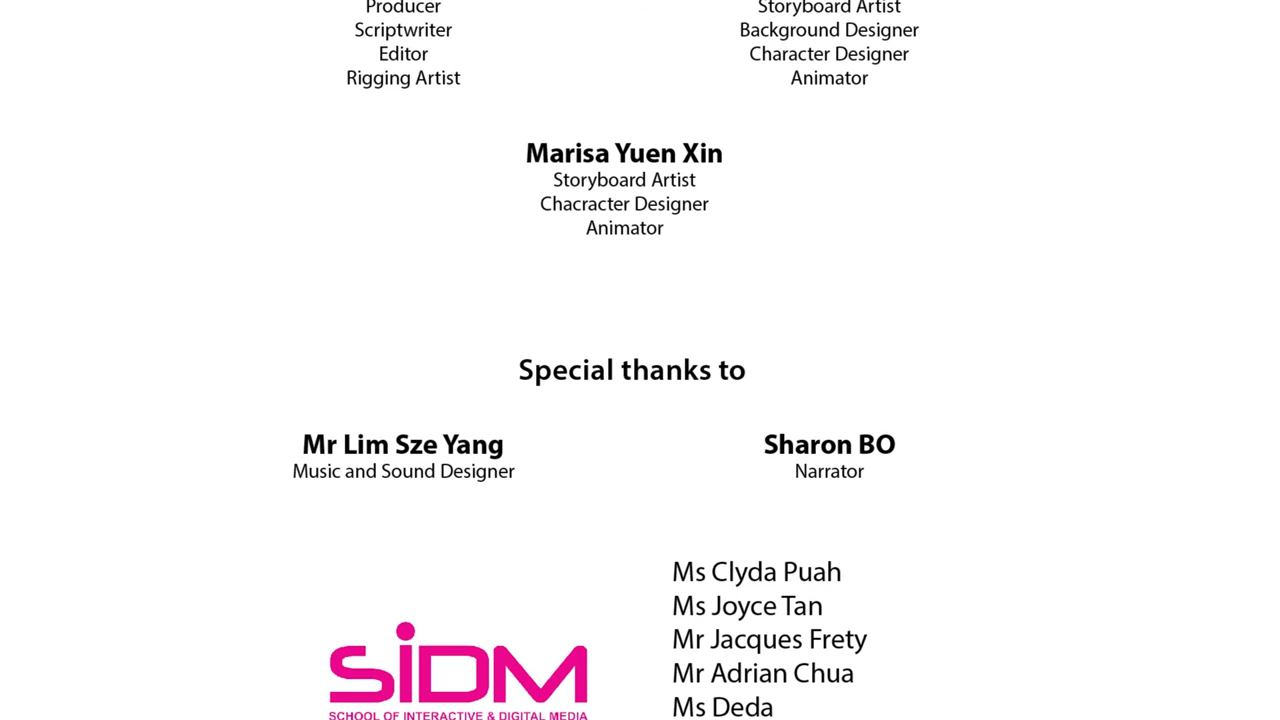 Producer
Scriptwriter
Editor
Rigging Artist
Storyboard Artist
Background Designer
Character Designer
Animator
Marisa Yuen Xin
Storyboard Artist
Chacracter Designer
Animator
Special thanks to
Mr Lim Sze Yang
Music and Sound Designer
Sharon BO
Narrator
SiDM
SCHOOL OF INTERACTIVE & DIGITAL MEDIA
Ms Clyda Puah
Ms Joyce Tan
Mr Jacques Frety
Mr Adrian Chua
Ms Deda